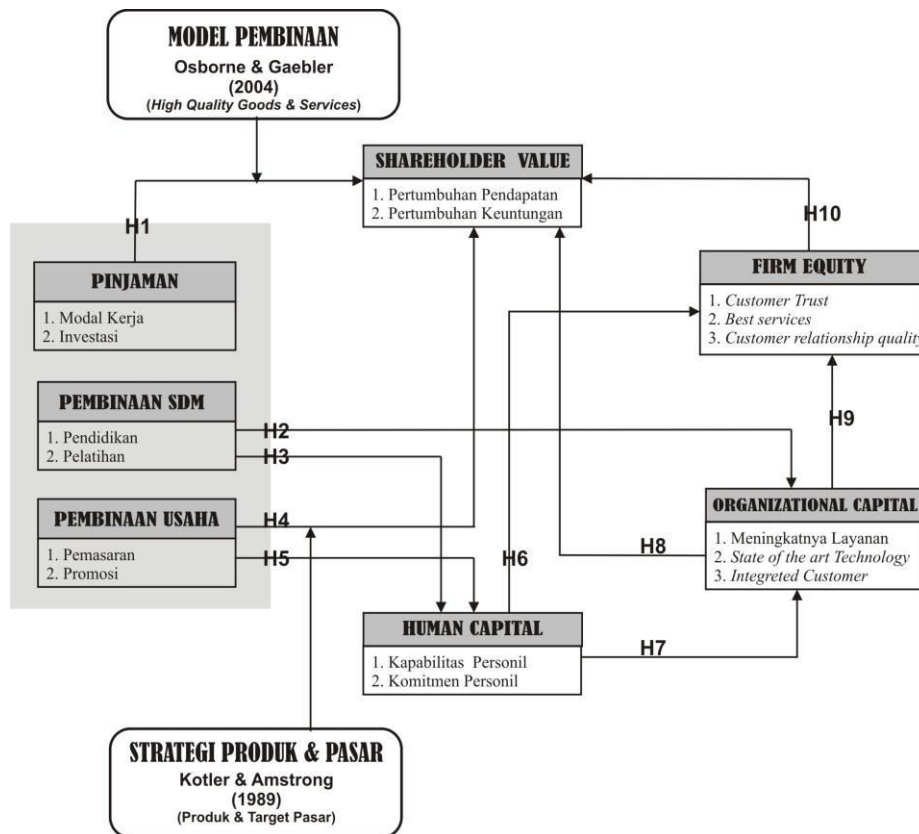 MODEL PEMBINAAN
Osborne & Gaebler
(2004)
(High Quality Goods & Services)
SHAREHOLDER VALUE
1. Pertumbuhan Pendapatan
2. Pertumbuhan Keuntungan
H1
H10
PINJAMAN
1. Modal Kerja
2. Investasi
FIRM EQUITY
1. Customer Trust
2. Best services
3. Customer relationship quality
PEMBINAAN SDM
1. Pendidikan
2. Pelatihan
H2
H3
H9
PEMBINAAN USAHA
1. Pemasaran
2. Promosi
H4
H5
H6
H8
ORGANIZATIONAL CAPITAL
1. Meningkatnya Layanan
2. State of the art Technology
3. Integreted Customer
HUMAN CAPITAL
1. Kapabilitas Personil
2. Komitmen Personil
H7
STRATEGI PRODUK & PASAR
Kotler & Amstrong
(1989)
(Produk & Target Pasar)